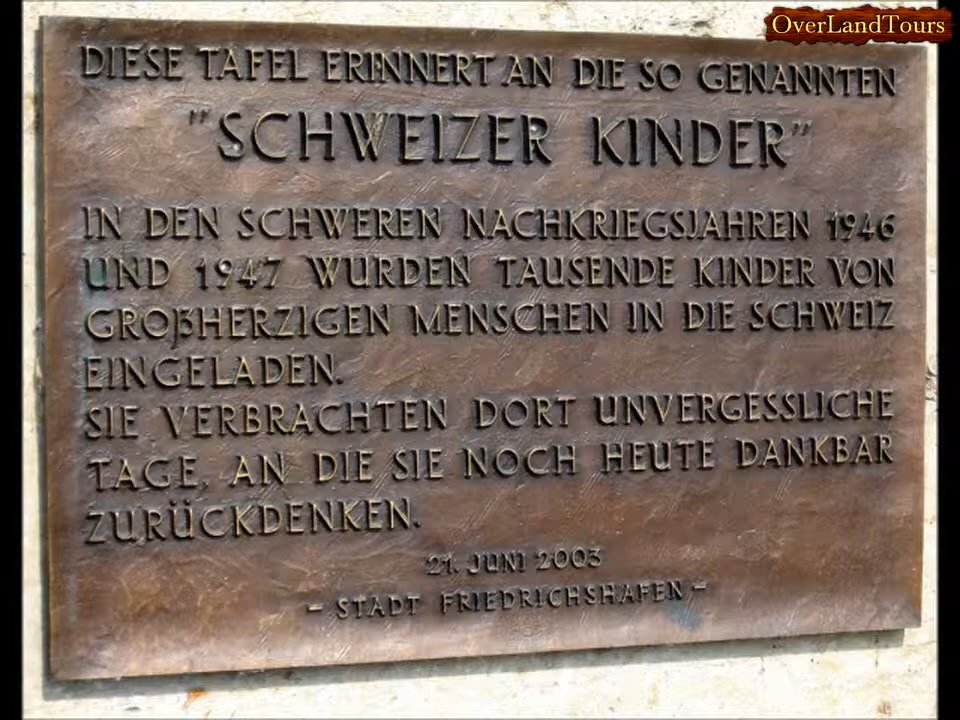 OverLandTours
DIESE TAFEL ERINNERT AN DIE SO GENANNTEN
"SCHWEIZER KINDER"
IN DEN SCHWEREN NACHKRIEGSJAHREN 1946
UND 1947 WURDEN TAUSENDE KINDER VON
GROßHERZIGEN MENSCHEN IN DIE SCHWEIZ
EINGELADEN.
SIE VERBRACHTEN DORT UNVERGESSLICHE
TAGE, AN DIE SIE NOCH HEUTE DANKBAR
ZURÜCKDENKEN.
21. JUNI 2003
- STADT FRIEDRICHSHAFEN -